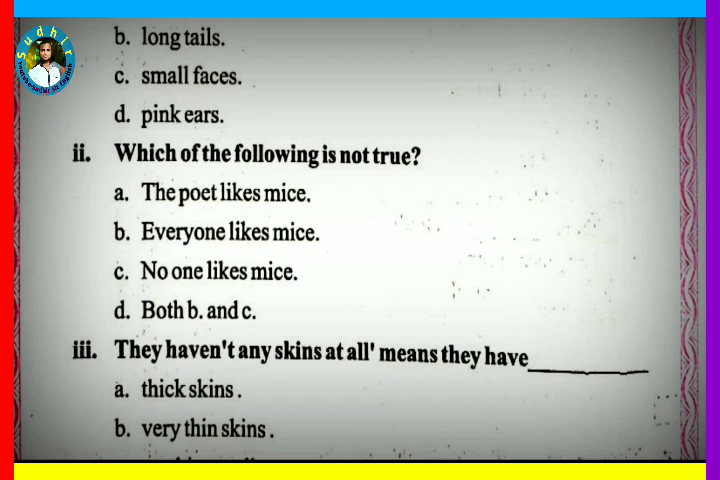 Sudhir
b. long tails.
c. small faces.
d. pink ears.
ii. Which of the following is not true?
a. The poet likes mice.
b. Everyone likes mice.
c. No one likes mice.
d. Both b. and c.
iii. They haven't any skins at all' means they have________
a. thick skins .
b. very thin skins .